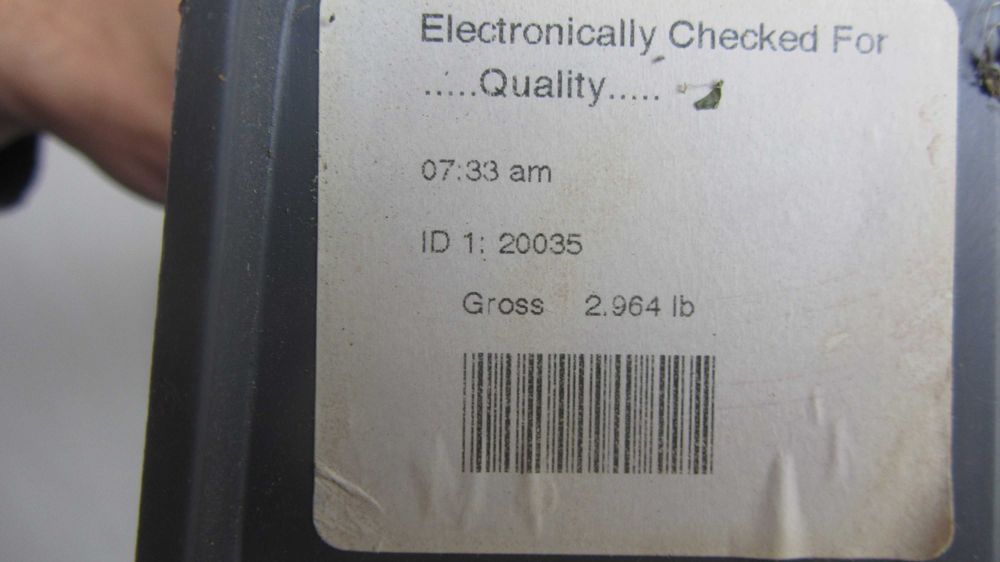 Electronically Checked For
.....Quality.....
07:33 am
ID 1: 20035
Gross 2.964 lb